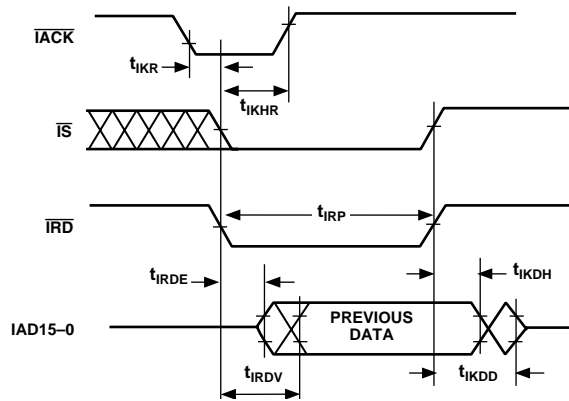 IACK
tIKR
tIKHR
IS
IRD
tIRP
tIRDE
tIKDH
IAD15–0
PREVIOUS
DATA
tIRDV
tIKDD